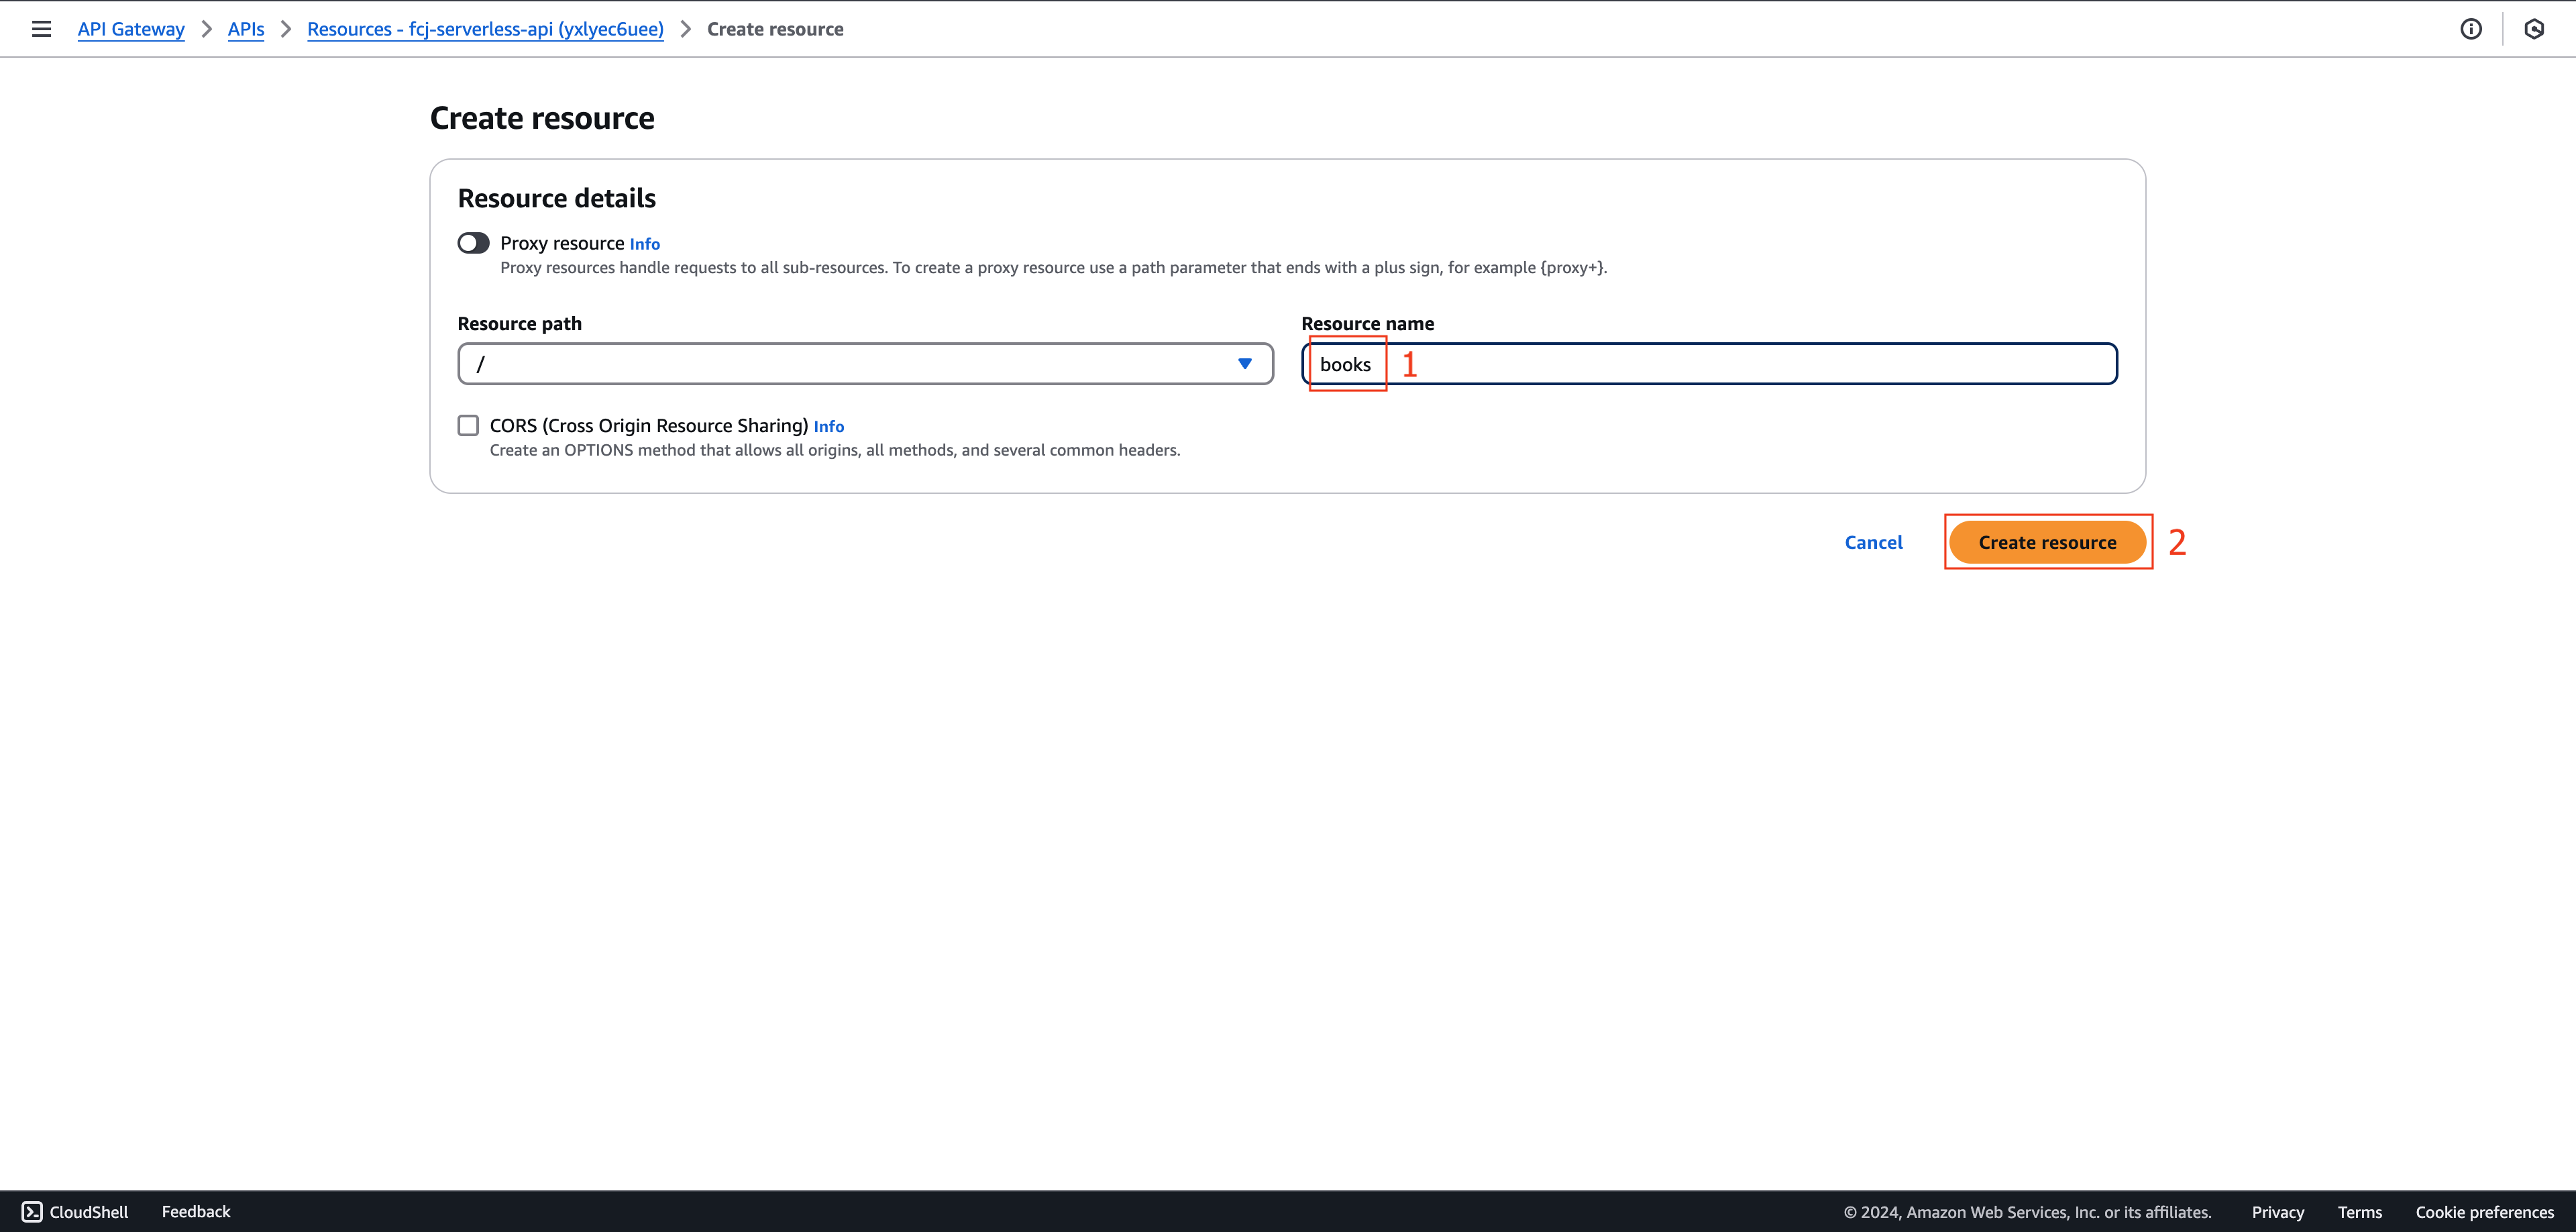 API Gateway > APIs > Resources - fcj-serverless-api (yxlyec6uee) > Create resource
Create resource
Resource details
Proxy resource Info
Proxy resources handle requests to all sub-resources. To create a proxy resource use a path parameter that ends with a plus sign, for example {proxy+}.
Resource path
/
Resource name
books 1
CORS (Cross Origin Resource Sharing) Info
Create an OPTIONS method that allows all origins, all methods, and several common headers.
Cancel Create resource 2
CloudShell Feedback © 2024, Amazon Web Services, Inc. or its affiliates. Privacy Terms Cookie preferences